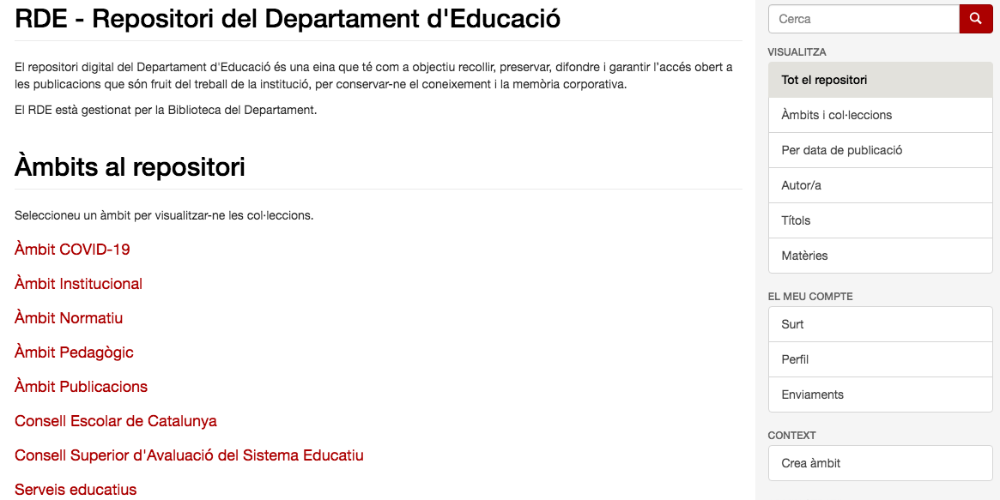 RDE - Repositori del Departament d'Educació
El repositori digital del Departament d'Educació és una eina que té com a objectiu recollir, preservar, difondre i garantir l'accés obert a
les publicacions que són fruit del treball de la institució, per conservar-ne el coneixement i la memòria corporativa.
El RDE està gestionat per la Biblioteca del Departament.
Àmbits al repositori
Seleccioneu un àmbit per visualitzar-ne les col·leccions.
Àmbit COVID-19
Àmbit Institucional
Àmbit Normatiu
Àmbit Pedagògic
Àmbit Publicacions
Consell Escolar de Catalunya
Consell Superior d'Avaluació del Sistema Educatiu
Serveis educatius
Cerca
VISUALITZA
Tot el repositori
Àmbits i col·leccions
Per data de publicació
Autor/a
Títols
Matèries
EL MEU COMPTE
Surt
Perfil
Enviaments
CONTEXT
Crea àmbit